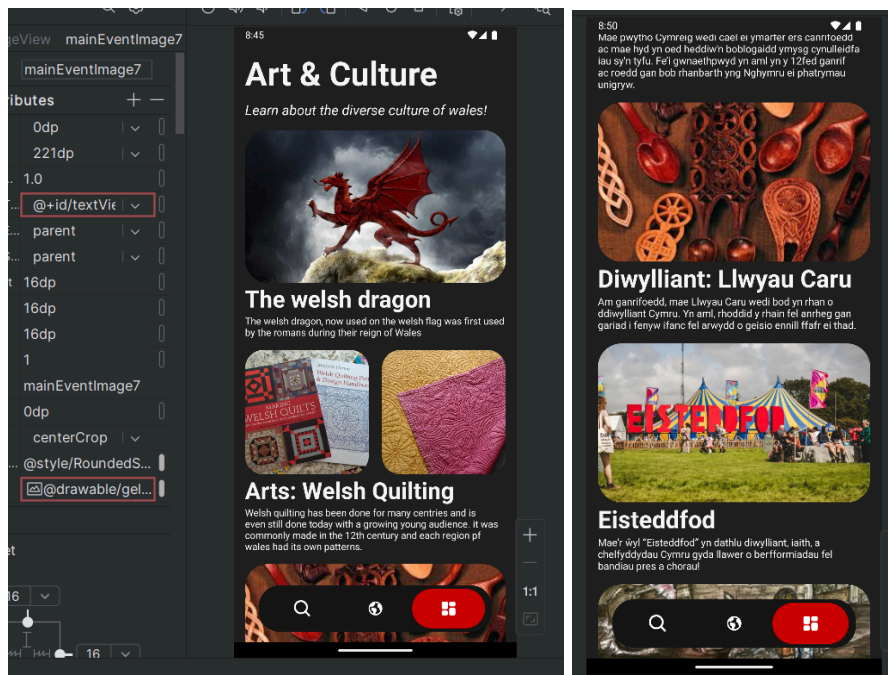 mainEventImage7
mainEventImage7
0dp
221dp
1.0
@+id/textVie
parent
parent
16dp
16dp
16dp
1
mainEventImage7
0dp
centerCrop
@style/RoundedS...
@drawable/gel...
16
16
8:45
Art & Culture
Learn about the diverse culture of wales!
The welsh dragon
The welsh dragon, now used on the welsh flag was first used
by the romans during their reign of Wales
MAKING
WELSH QUILTS
Welsh Quilting
& Design Handbook
Arts: Welsh Quilting
Welsh quilting has been done for many centries and is
even still done today with a growing young audience. it was
commonly made in the 12th century and each region pf
wales had its own patterns.
1:1
8:50
Mae pwytho Cymreig wedi cael ei ymarfer ers canrifoedd
ac mae hyd yn oed heddiw'n boblogaidd ymysg cynulleidfa
iau sy'n tyfu. Fe'i gwnaethpwyd yn aml yn y 12fed ganrif
ac roedd gan bob rhanbarth yng Nghymru ei phatrymau
unigryw.
Diwylliant: Llwyau Caru
Am ganrifoedd, mae Llwyau Caru wedi bod yn rhan o
ddiwylliant Cymru. Yn aml, rhoddid y rhain fel anrheg gan
gariad i fenyw ifanc fel arwydd o geisio ennill ffafr ei thad.
EISTEDDFOD
Eisteddfod
Mae'r ŵyl “Eisteddfod” yn dathlu diwylliant, iaith, a
chelfyddydau Cymru gyda llawer o berfformiadau fel
bandiau pres a chorau!